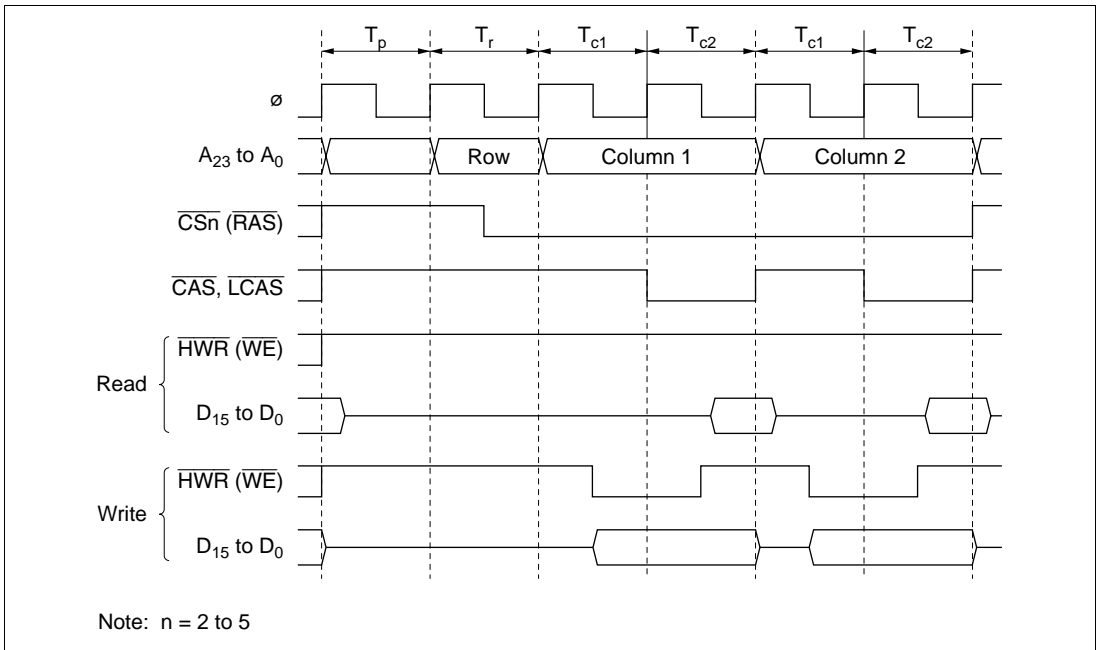 Tp Tr Tc1 Tc2 Tc1 Tc2
ø
A23 to A0 Row Column 1 Column 2
CSn (RAS)
CAS, LCAS
Read
HWR (WE)
D15 to D0
Write
HWR (WE)
D15 to D0
Note: n = 2 to 5